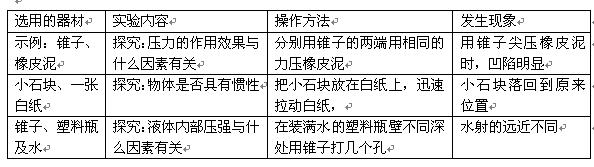 选用的器材 实验内容 操作方法 发生现象
示例：锥子、橡皮泥 探究：压力的作用效果与什么因素有关 分别用锥子的两端用相同的力压橡皮泥 用锥子尖压橡皮泥时，凹陷明显
小石块、一张白纸 探究：物体是否具有惯性 把小石块放在白纸上，迅速拉动白纸， 小石块落回到原来位置
锥子、塑料瓶及水 探究：液体内部压强与什么因素有关 在装满水的塑料瓶壁不同深处用锥子打几个孔 水射的远近不同